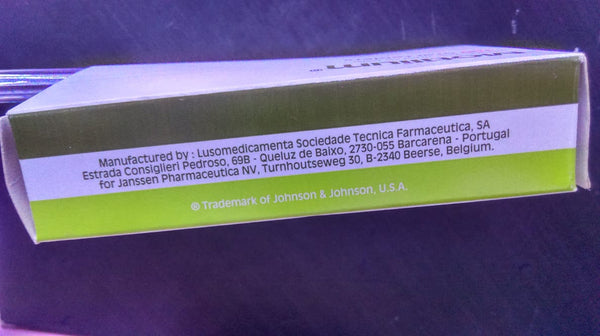 Manufactured by : Lusomedicamenta Sociedade Tecnica Farmaceutica, SA
Estrada Consiglieri Pedroso, 69B - Queluz de Baixo, 2730-055 Barcarena - Portugal
for Janssen Pharmaceutica NV, Turnhoutseweg 30, B-2340 Beerse, Belgium.
® Trademark of Johnson & Johnson, U.S.A.